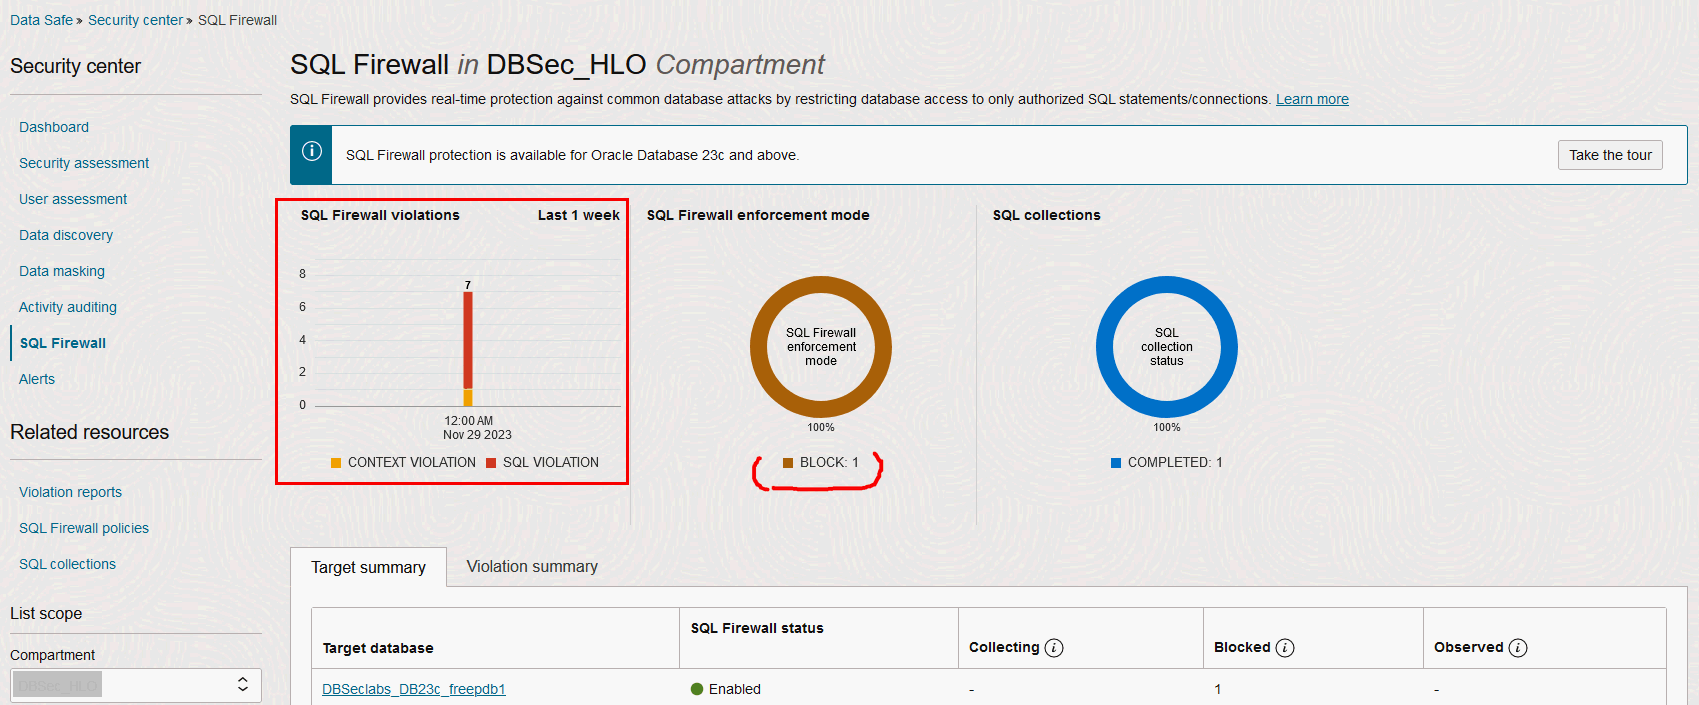 Data Safe » Security center » SQL Firewall
Security center
Dashboard
Security assessment
User assessment
Data discovery
Data masking
Activity auditing
SQL Firewall
Alerts
Related resources
Violation reports
SQL Firewall policies
SQL collections
List scope
Compartment
DBSec_HLO
SQL Firewall in DBSec_HLO Compartment
SQL Firewall provides real-time protection against common database attacks by restricting database access to only authorized SQL statements/connections. Learn more
SQL Firewall protection is available for Oracle Database 23c and above.
Take the tour
SQL Firewall violations Last 1 week
8
6
4
2
0
7
12:00 AM
Nov 29 2023
CONTEXT VIOLATION SQL VIOLATION
SQL Firewall enforcement mode
SQL Firewall
enforcement
mode
100%
BLOCK: 1
SQL collections
SQL
collection
status
100%
COMPLETED: 1
Target summary Violation summary
Target database SQL Firewall status Collecting i Blocked i Observed i
DBSeclabs_DB23c_freepdb1 Enabled - 1 -